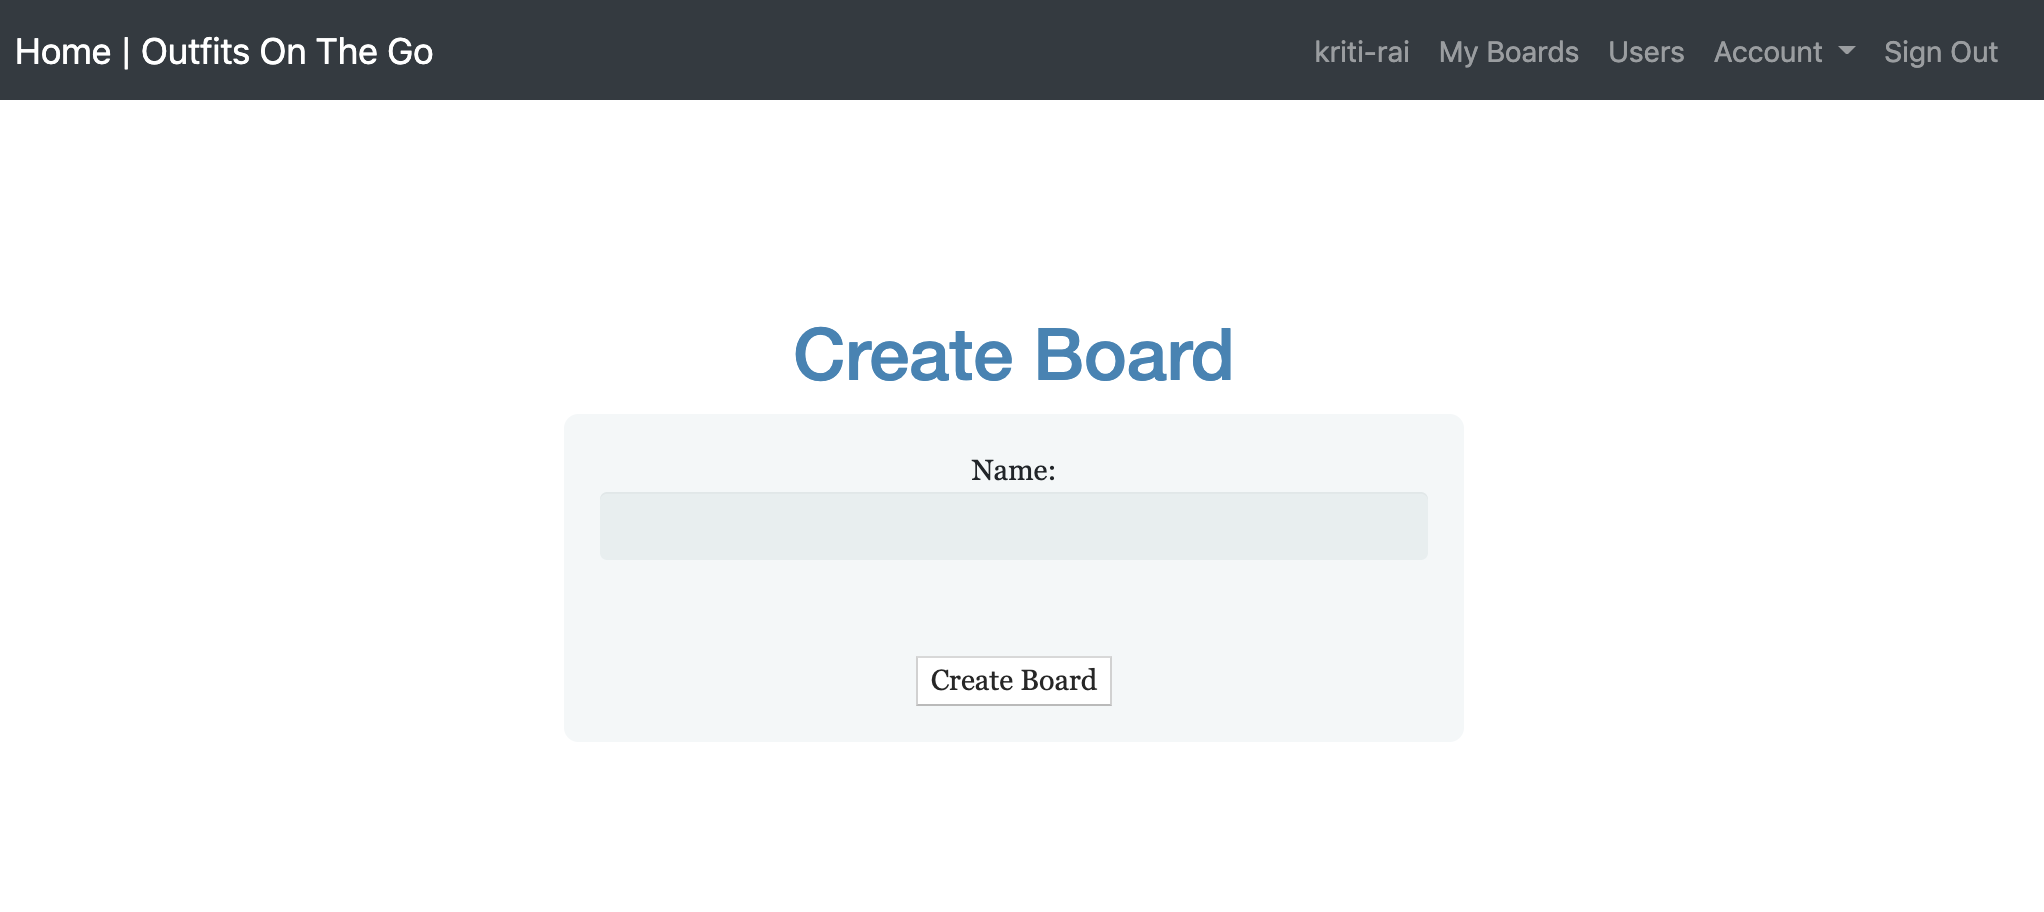 Home | Outfits On The Go
kriti-rai My Boards Users Account Sign Out
Create Board
Name:
Create Board